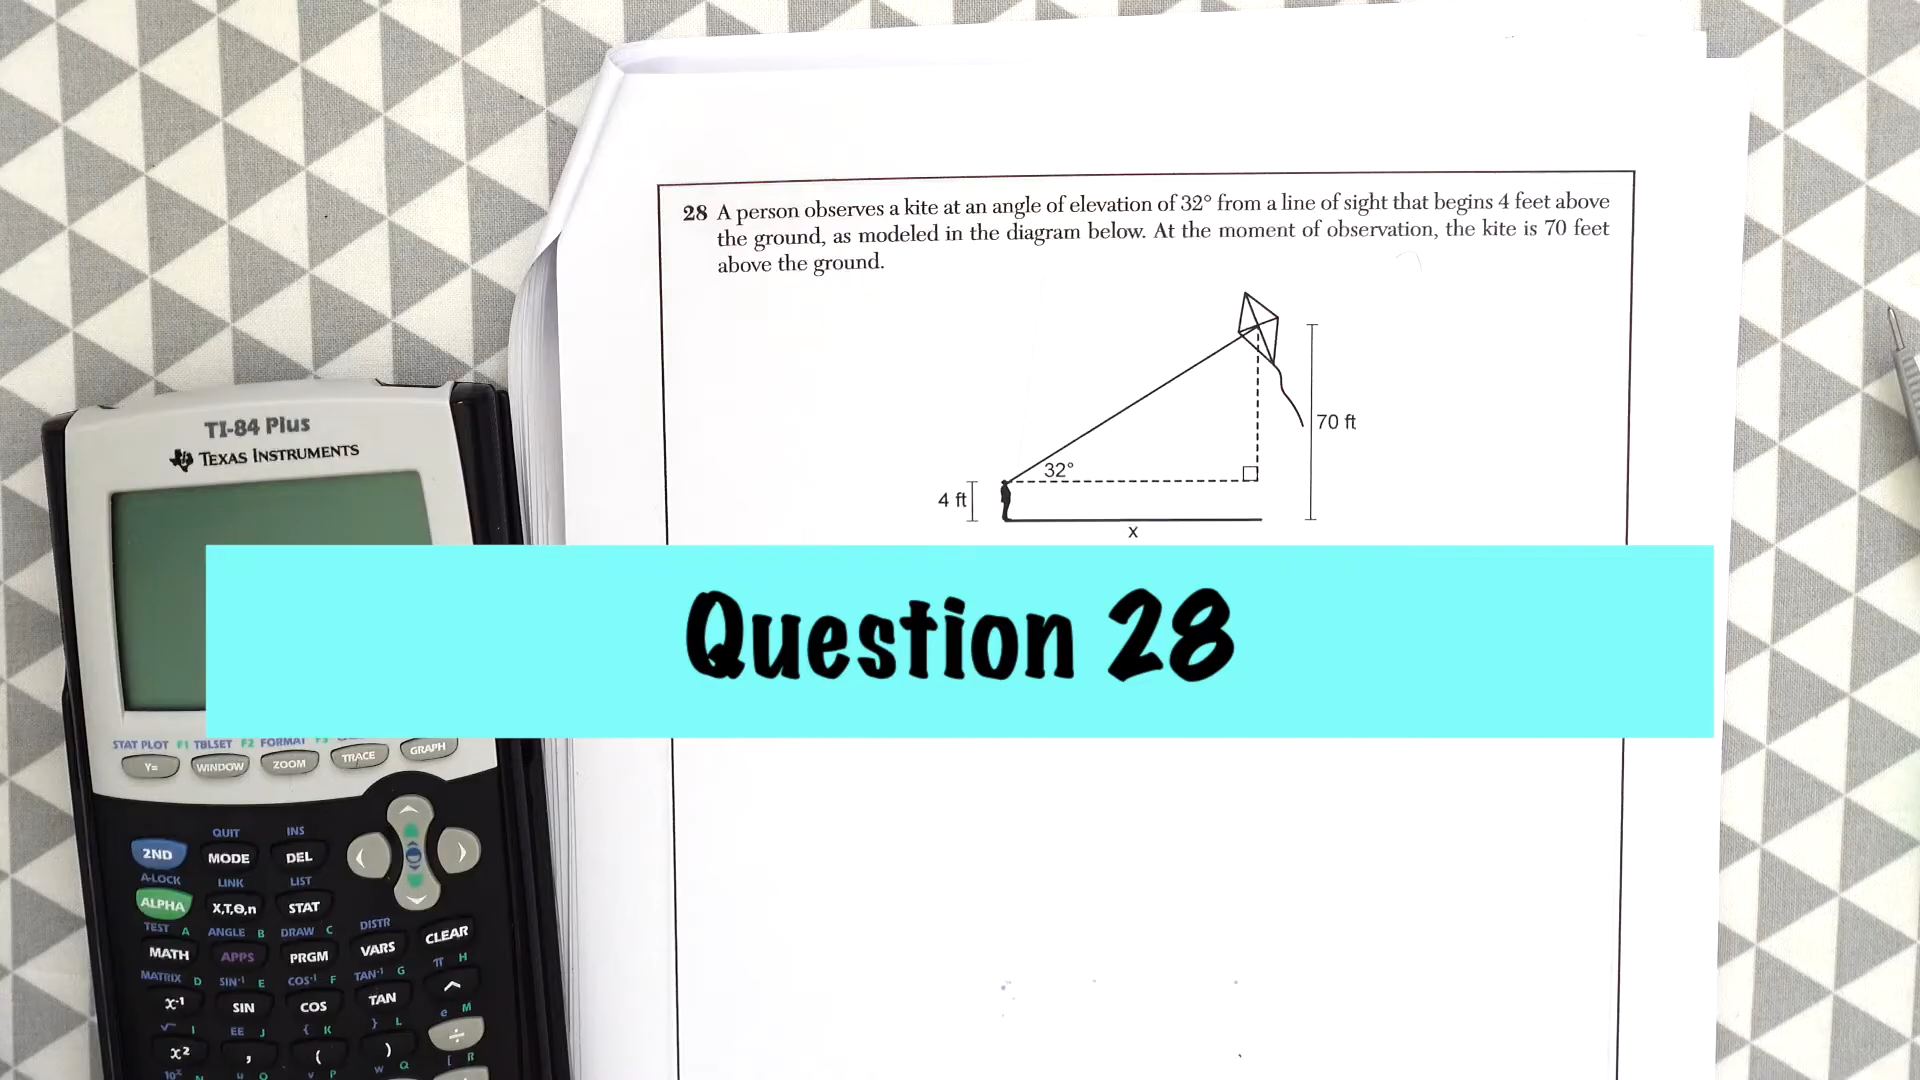 28 A person observes a kite at an angle of elevation of 32° from a line of sight that begins 4 feet above
the ground, as modeled in the diagram below. At the moment of observation, the kite is 70 feet
above the ground.
70 ft
32°
4 ft
x
Question 28
TI-84 Plus
TEXAS INSTRUMENTS
STAT PLOT F1 TBLSET F2 FORMAT F3
Y= WINDOW ZOOM TRACE GRAPH
QUIT INS
2ND MODE DEL
A-LOCK LINK LIST
ALPHA X,T,Θ,n STAT
TEST A ANGLE B DRAW C DISTR
MATH APPS PRGM VARS CLEAR
MATRIX D SIN⁻¹ E COS⁻¹ F TAN⁻¹ G π H
x⁻¹ SIN COS TAN ^
√ I EE J { K } L e M
x² , ( ) ÷
10ˣ N u O v P w Q [ R